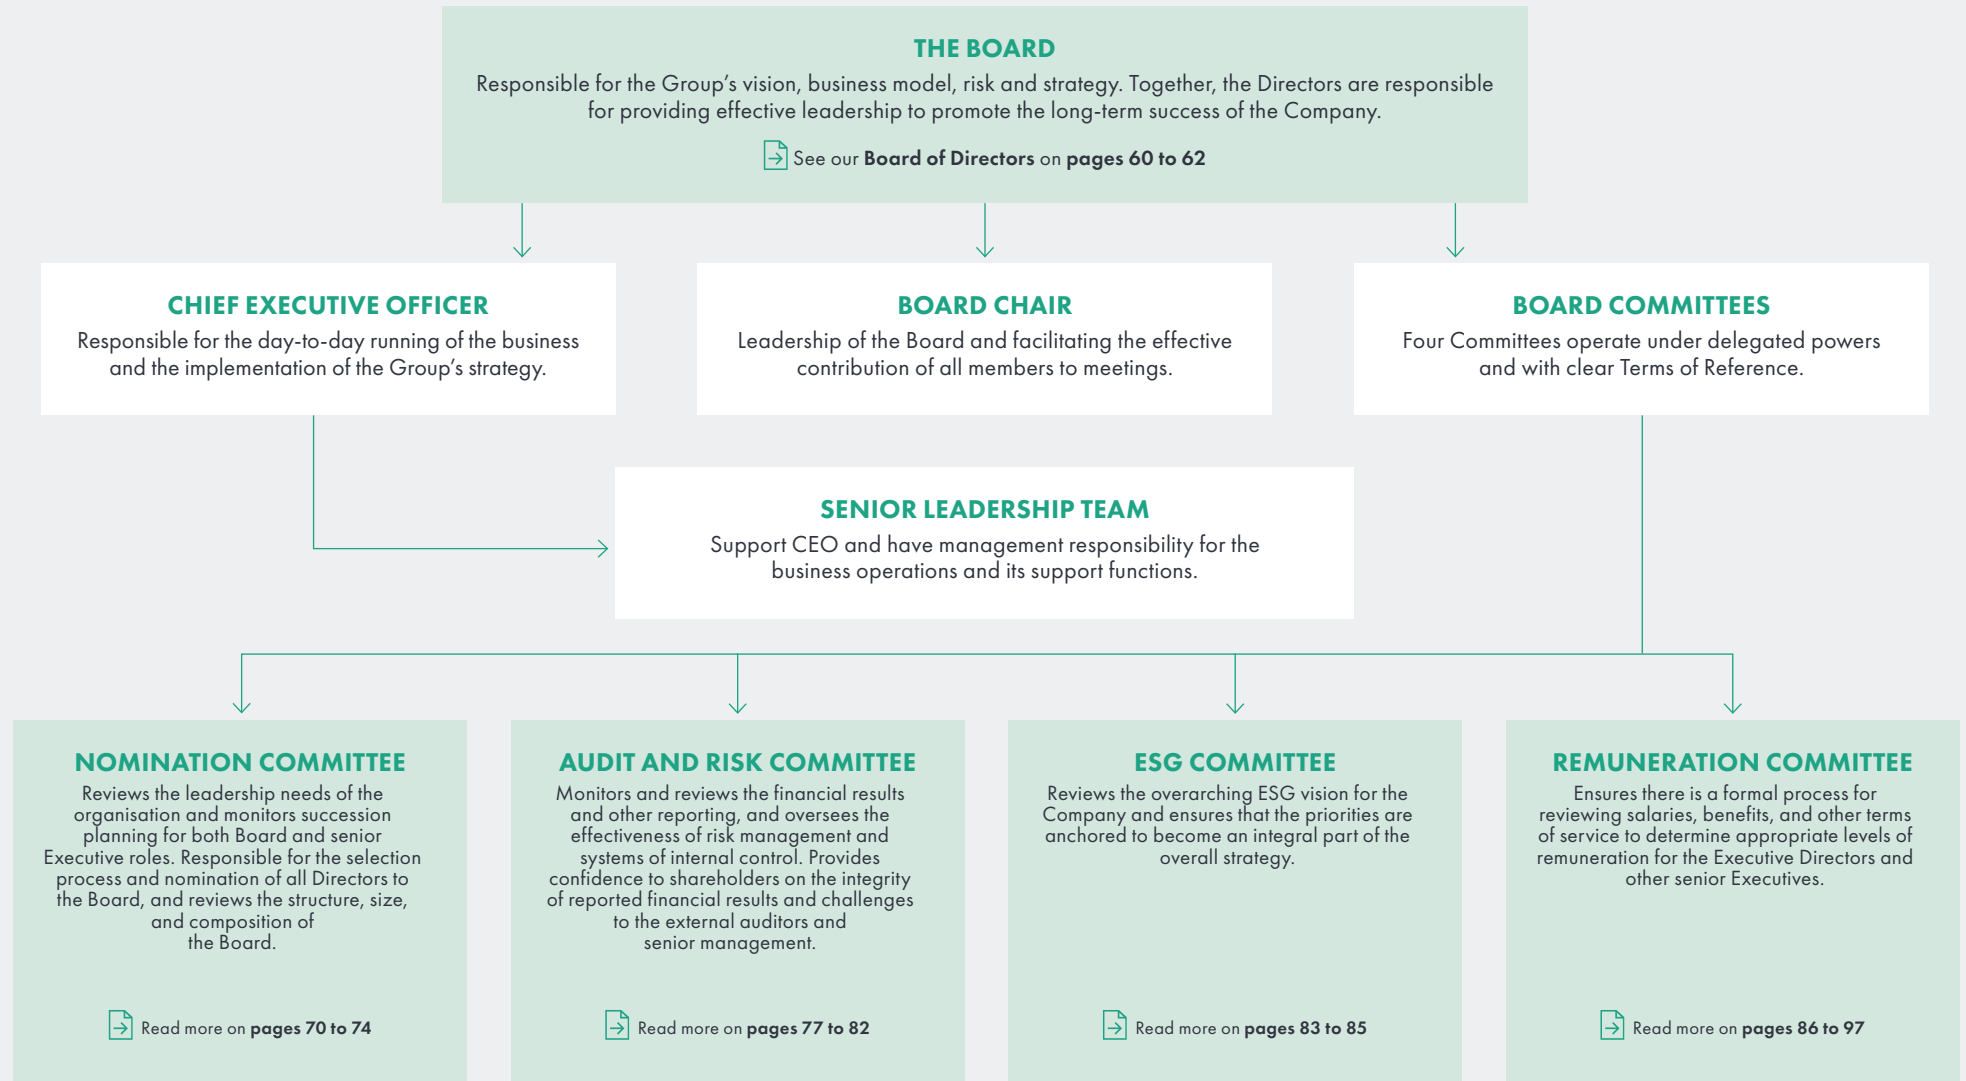 THE BOARD
Responsible for the Group’s vision, business model, risk and strategy. Together, the Directors are responsible
for providing effective leadership to promote the long-term success of the Company.
See our Board of Directors on pages 60 to 62
CHIEF EXECUTIVE OFFICER
Responsible for the day-to-day running of the business
and the implementation of the Group’s strategy.
BOARD CHAIR
Leadership of the Board and facilitating the effective
contribution of all members to meetings.
BOARD COMMITTEES
Four Committees operate under delegated powers
and with clear Terms of Reference.
SENIOR LEADERSHIP TEAM
Support CEO and have management responsibility for the
business operations and its support functions.
NOMINATION COMMITTEE
Reviews the leadership needs of the
organisation and monitors succession
planning for both Board and senior
Executive roles. Responsible for the selection
process and nomination of all Directors to
the Board, and reviews the structure, size,
and composition of
the Board.
Read more on pages 70 to 74
AUDIT AND RISK COMMITTEE
Monitors and reviews the financial results
and other reporting, and oversees the
effectiveness of risk management and
systems of internal control. Provides
confidence to shareholders on the integrity
of reported financial results and challenges
to the external auditors and
senior management.
Read more on pages 77 to 82
ESG COMMITTEE
Reviews the overarching ESG vision for the
Company and ensures that the priorities are
anchored to become an integral part of the
overall strategy.
Read more on pages 83 to 85
REMUNERATION COMMITTEE
Ensures there is a formal process for
reviewing salaries, benefits, and other terms
of service to determine appropriate levels of
remuneration for the Executive Directors and
other senior Executives.
Read more on pages 86 to 97